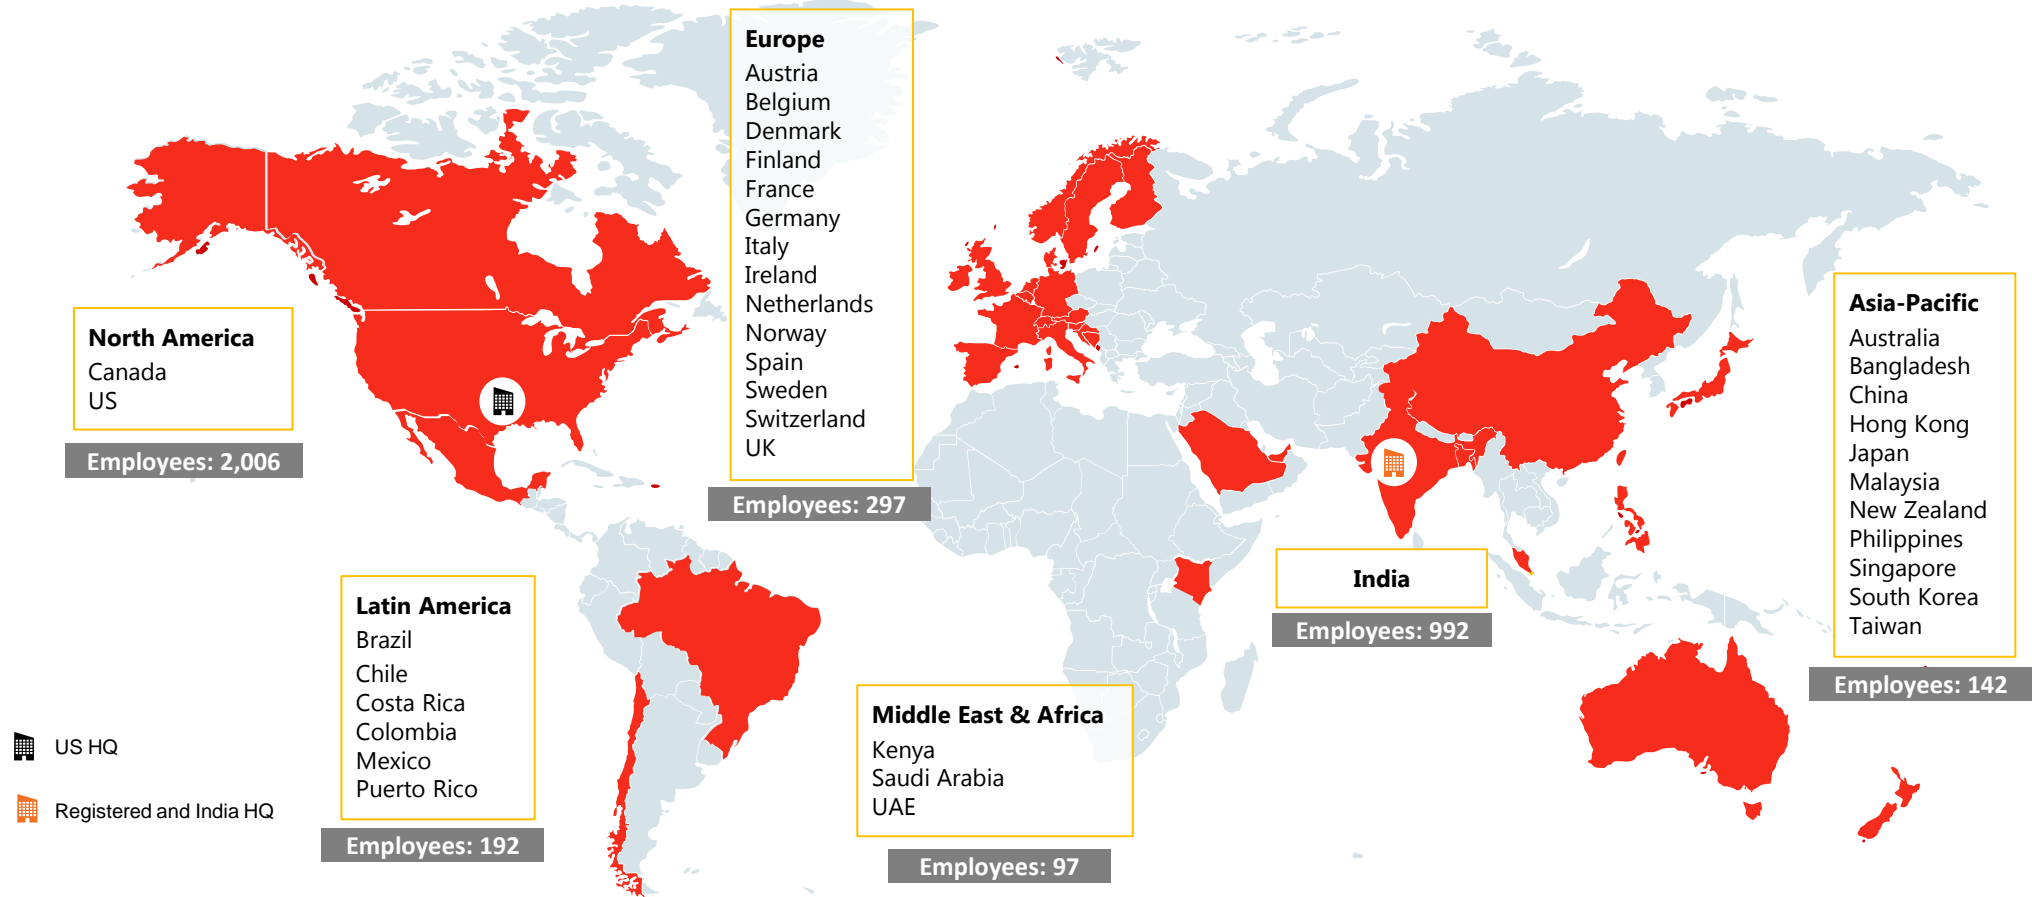 Europe
Austria
Belgium
Denmark
Finland
France
Germany
Italy
Ireland
Netherlands
Norway
Spain
Sweden
Switzerland
UK
Employees: 297
North America
Canada
US
Employees: 2,006
Asia-Pacific
Australia
Bangladesh
China
Hong Kong
Japan
Malaysia
New Zealand
Philippines
Singapore
South Korea
Taiwan
Employees: 142
India
Employees: 992
Latin America
Brazil
Chile
Costa Rica
Colombia
Mexico
Puerto Rico
Employees: 192
Middle East & Africa
Kenya
Saudi Arabia
UAE
Employees: 97
US HQ
Registered and India HQ